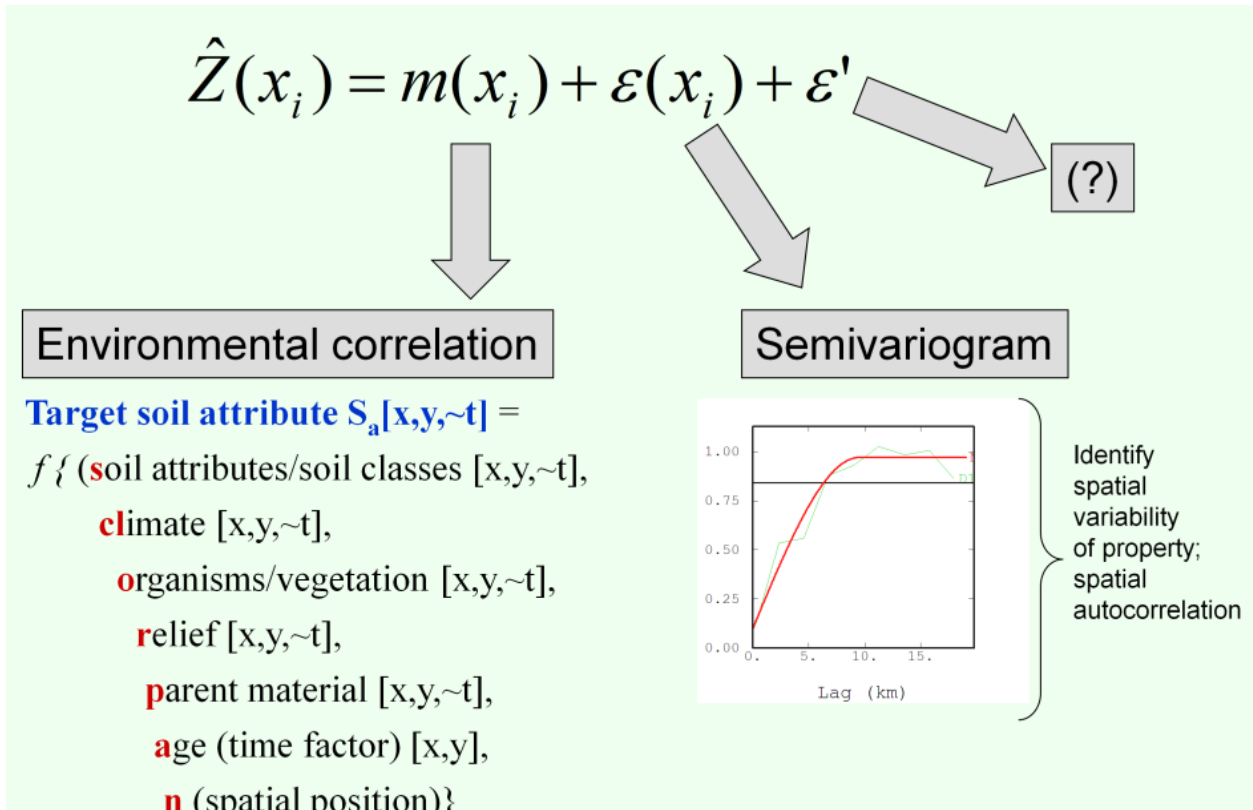 Ẑ(xᵢ) = m(xᵢ) + ε(xᵢ) + ε'
(?)
Environmental correlation
Target soil attribute Sₐ[x,y,~t] =
f{(soil attributes/soil classes [x,y,~t],
climate [x,y,~t],
organisms/vegetation [x,y,~t],
relief [x,y,~t],
parent material [x,y,~t],
age (time factor) [x,y],
n (spatial position)}
Semivariogram
1.00
0.75
0.50
0.25
0.00
0. 5. 10. 15.
Lag (km)
Identify
spatial
variability
of property;
spatial
autocorrelation